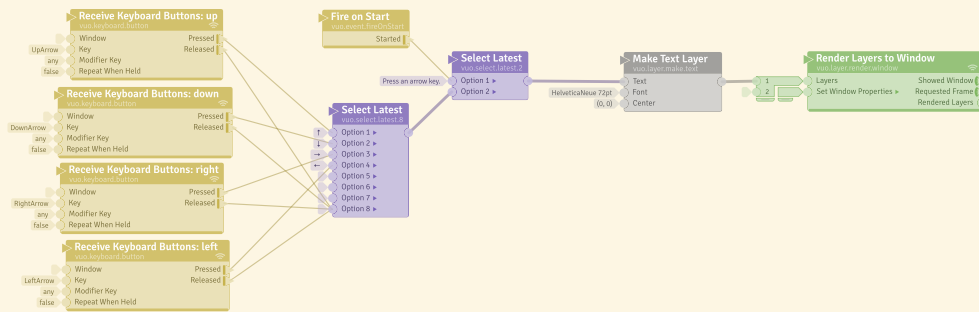 Receive Keyboard Buttons: up
vuo.keyboard.button
Window Pressed
UpArrow Key Released
any Modifier Key
false Repeat When Held
Receive Keyboard Buttons: down
vuo.keyboard.button
Window Pressed
DownArrow Key Released
any Modifier Key
false Repeat When Held
Receive Keyboard Buttons: right
vuo.keyboard.button
Window Pressed
RightArrow Key Released
any Modifier Key
false Repeat When Held
Receive Keyboard Buttons: left
vuo.keyboard.button
Window Pressed
LeftArrow Key Released
any Modifier Key
false Repeat When Held
Fire on Start
vuo.event.fireOnStart
Started
Select Latest
vuo.select.latest.8
↑ Option 1
↓ Option 2
→ Option 3
← Option 4
Option 5
Option 6
Option 7
Option 8
Select Latest
vuo.select.latest.2
Press an arrow key. Option 1
Option 2
Make Text Layer
vuo.layer.make.text
Text
HelveticaNeue 72pt Font
(0, 0) Center
1
2
Render Layers to Window
vuo.layer.render.window
Layers Showed Window
Set Window Properties Requested Frame
Rendered Layers